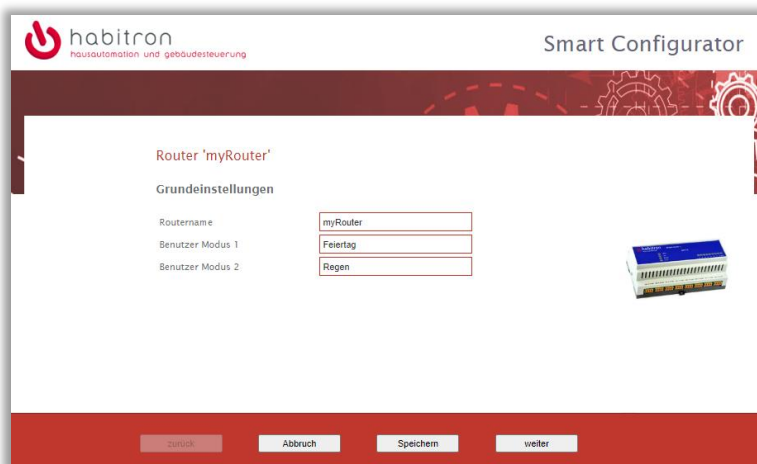 habitron
hausautomation und gebäudesteuerung
Smart Configurator
Router 'myRouter'
Grundeinstellungen
Routername myRouter
Benutzer Modus 1 Feiertag
Benutzer Modus 2 Regen
zurück Abbruch Speichern weiter